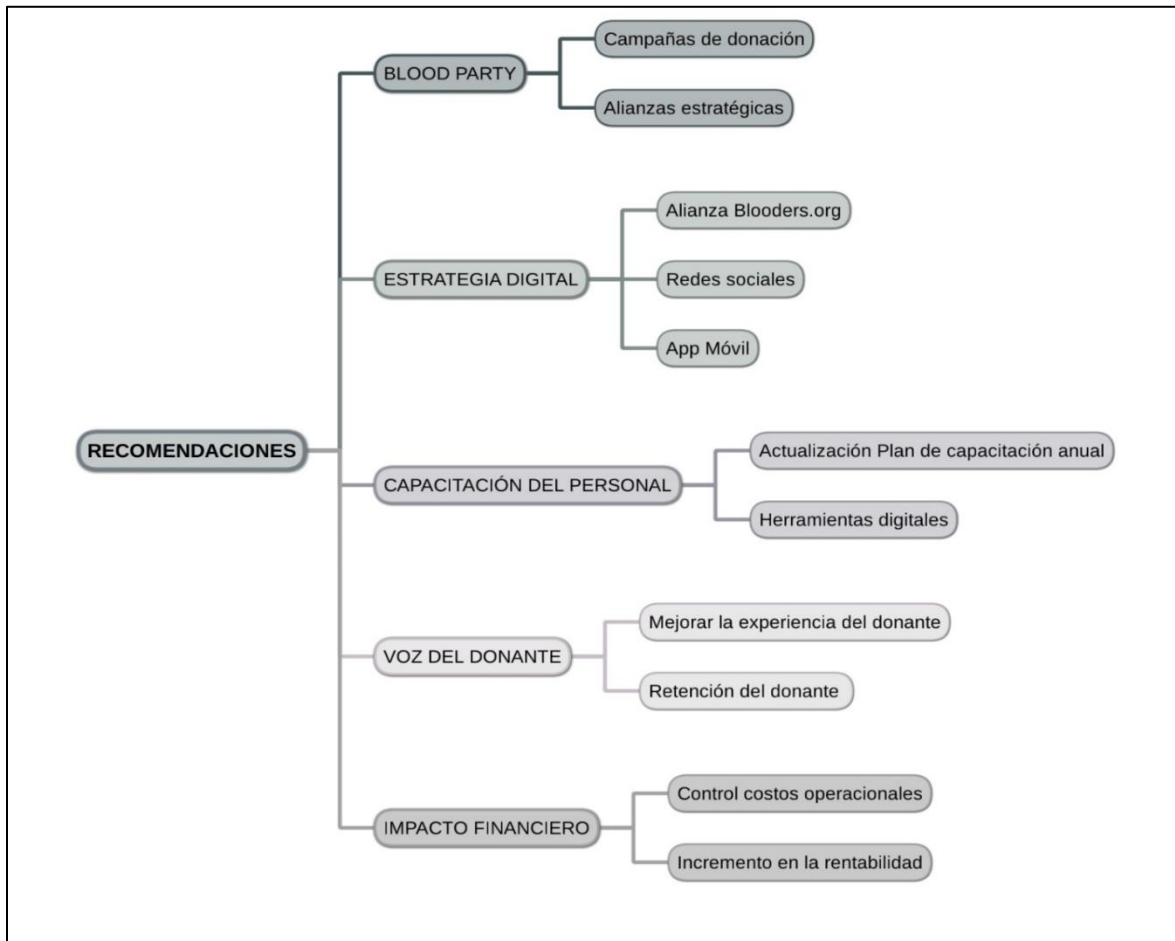 RECOMENDACIONES
BLOOD PARTY
Campañas de donación
Alianzas estratégicas
ESTRATEGIA DIGITAL
Alianza Blooders.org
Redes sociales
App Móvil
CAPACITACIÓN DEL PERSONAL
Actualización Plan de capacitación anual
Herramientas digitales
VOZ DEL DONANTE
Mejorar la experiencia del donante
Retención del donante
IMPACTO FINANCIERO
Control costos operacionales
Incremento en la rentabilidad